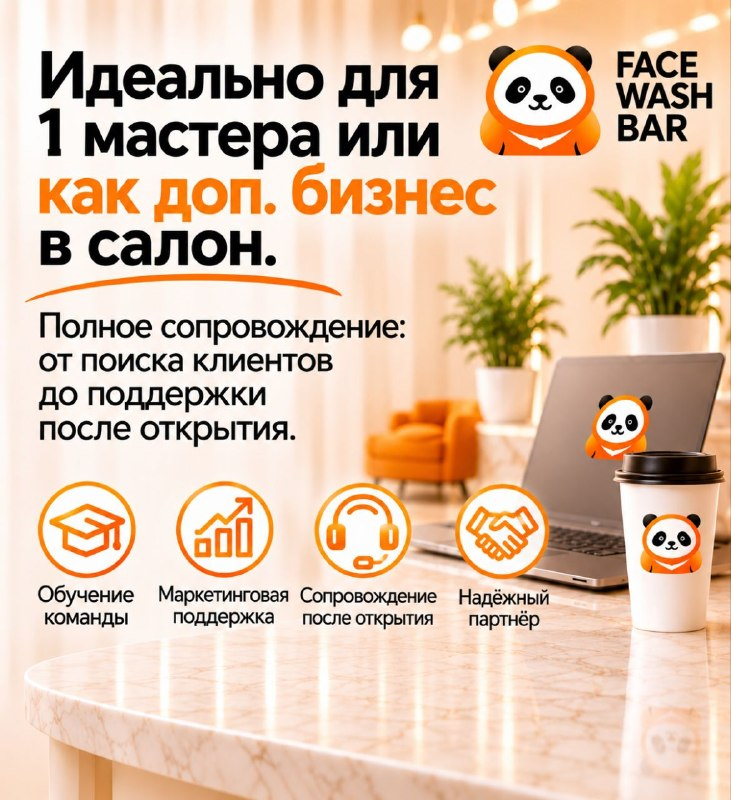 Идеально для
1 мастера или
как доп. бизнес
в салон.
FACE
WASH
BAR
Полное сопровождение:
от поиска клиентов
до поддержки
после открытия.
Обучение
команды
Маркетинговая
поддержка
Сопровождение
после открытия
Надёжный
партнёр